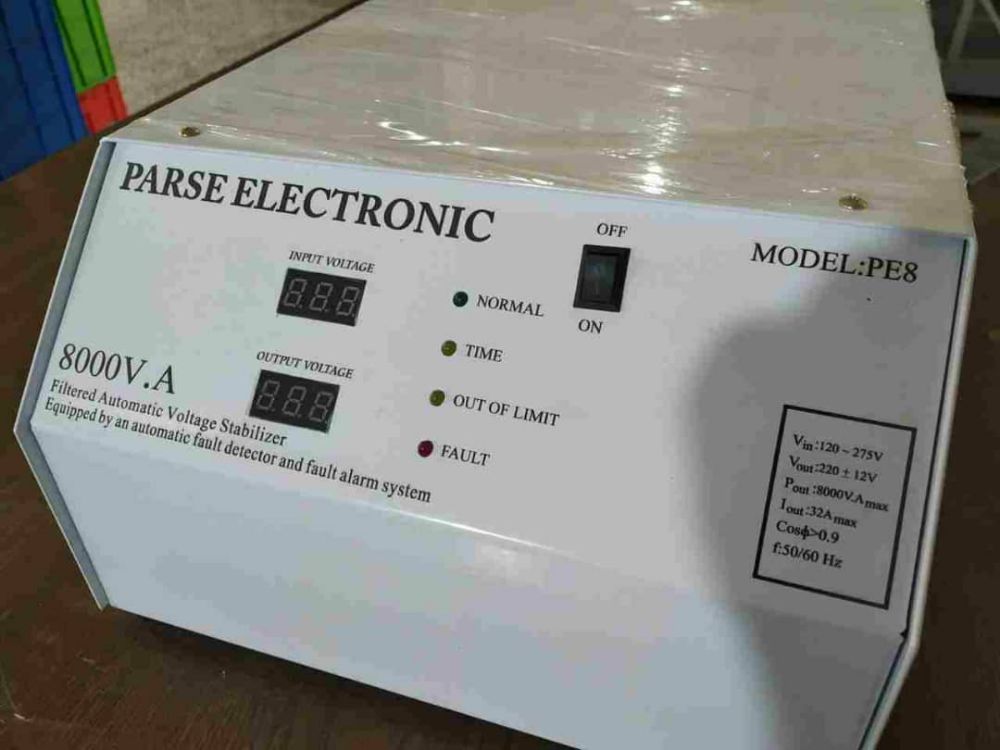 PARSE ELECTRONIC
OFF
ON
MODEL:PE8
INPUT VOLTAGE
OUTPUT VOLTAGE
NORMAL
TIME
OUT OF LIMIT
FAULT
8000V.A
Filtered Automatic Voltage Stabilizer
Equipped by an automatic fault detector and fault alarm system
Vin:120 ~ 275V
Vout:220 ± 12V
Pout :8000V.Amax
Iout:32Amax
Cosϕ>0.9
f:50/60 Hz